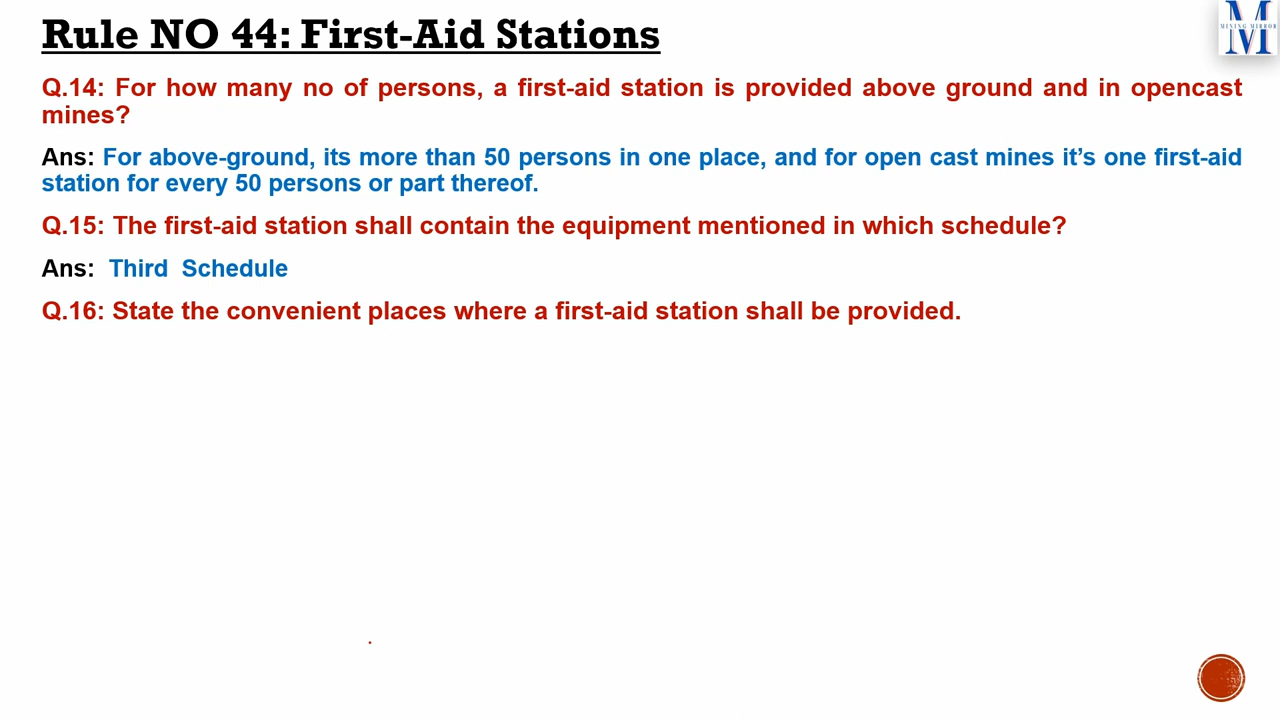 Rule NO 44: First-Aid Stations
M
MINING MIRROR
Q.14: For how many no of persons, a first-aid station is provided above ground and in opencast
mines?
Ans: For above-ground, its more than 50 persons in one place, and for open cast mines it’s one first-aid
station for every 50 persons or part thereof.
Q.15: The first-aid station shall contain the equipment mentioned in which schedule?
Ans: Third Schedule
Q.16: State the convenient places where a first-aid station shall be provided.